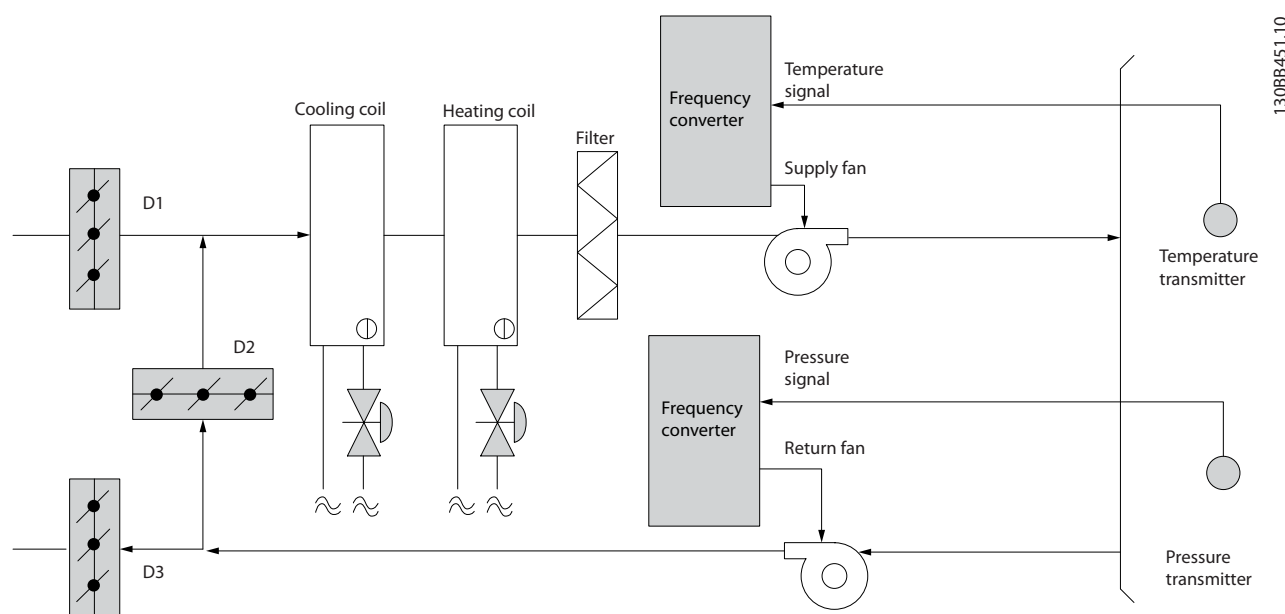 130BB451.10
Temperature
signal
Frequency
converter
Cooling coil
Heating coil
Filter
Supply fan
D1
Temperature
transmitter
D2
Pressure
signal
Frequency
converter
Return fan
D3
Pressure
transmitter